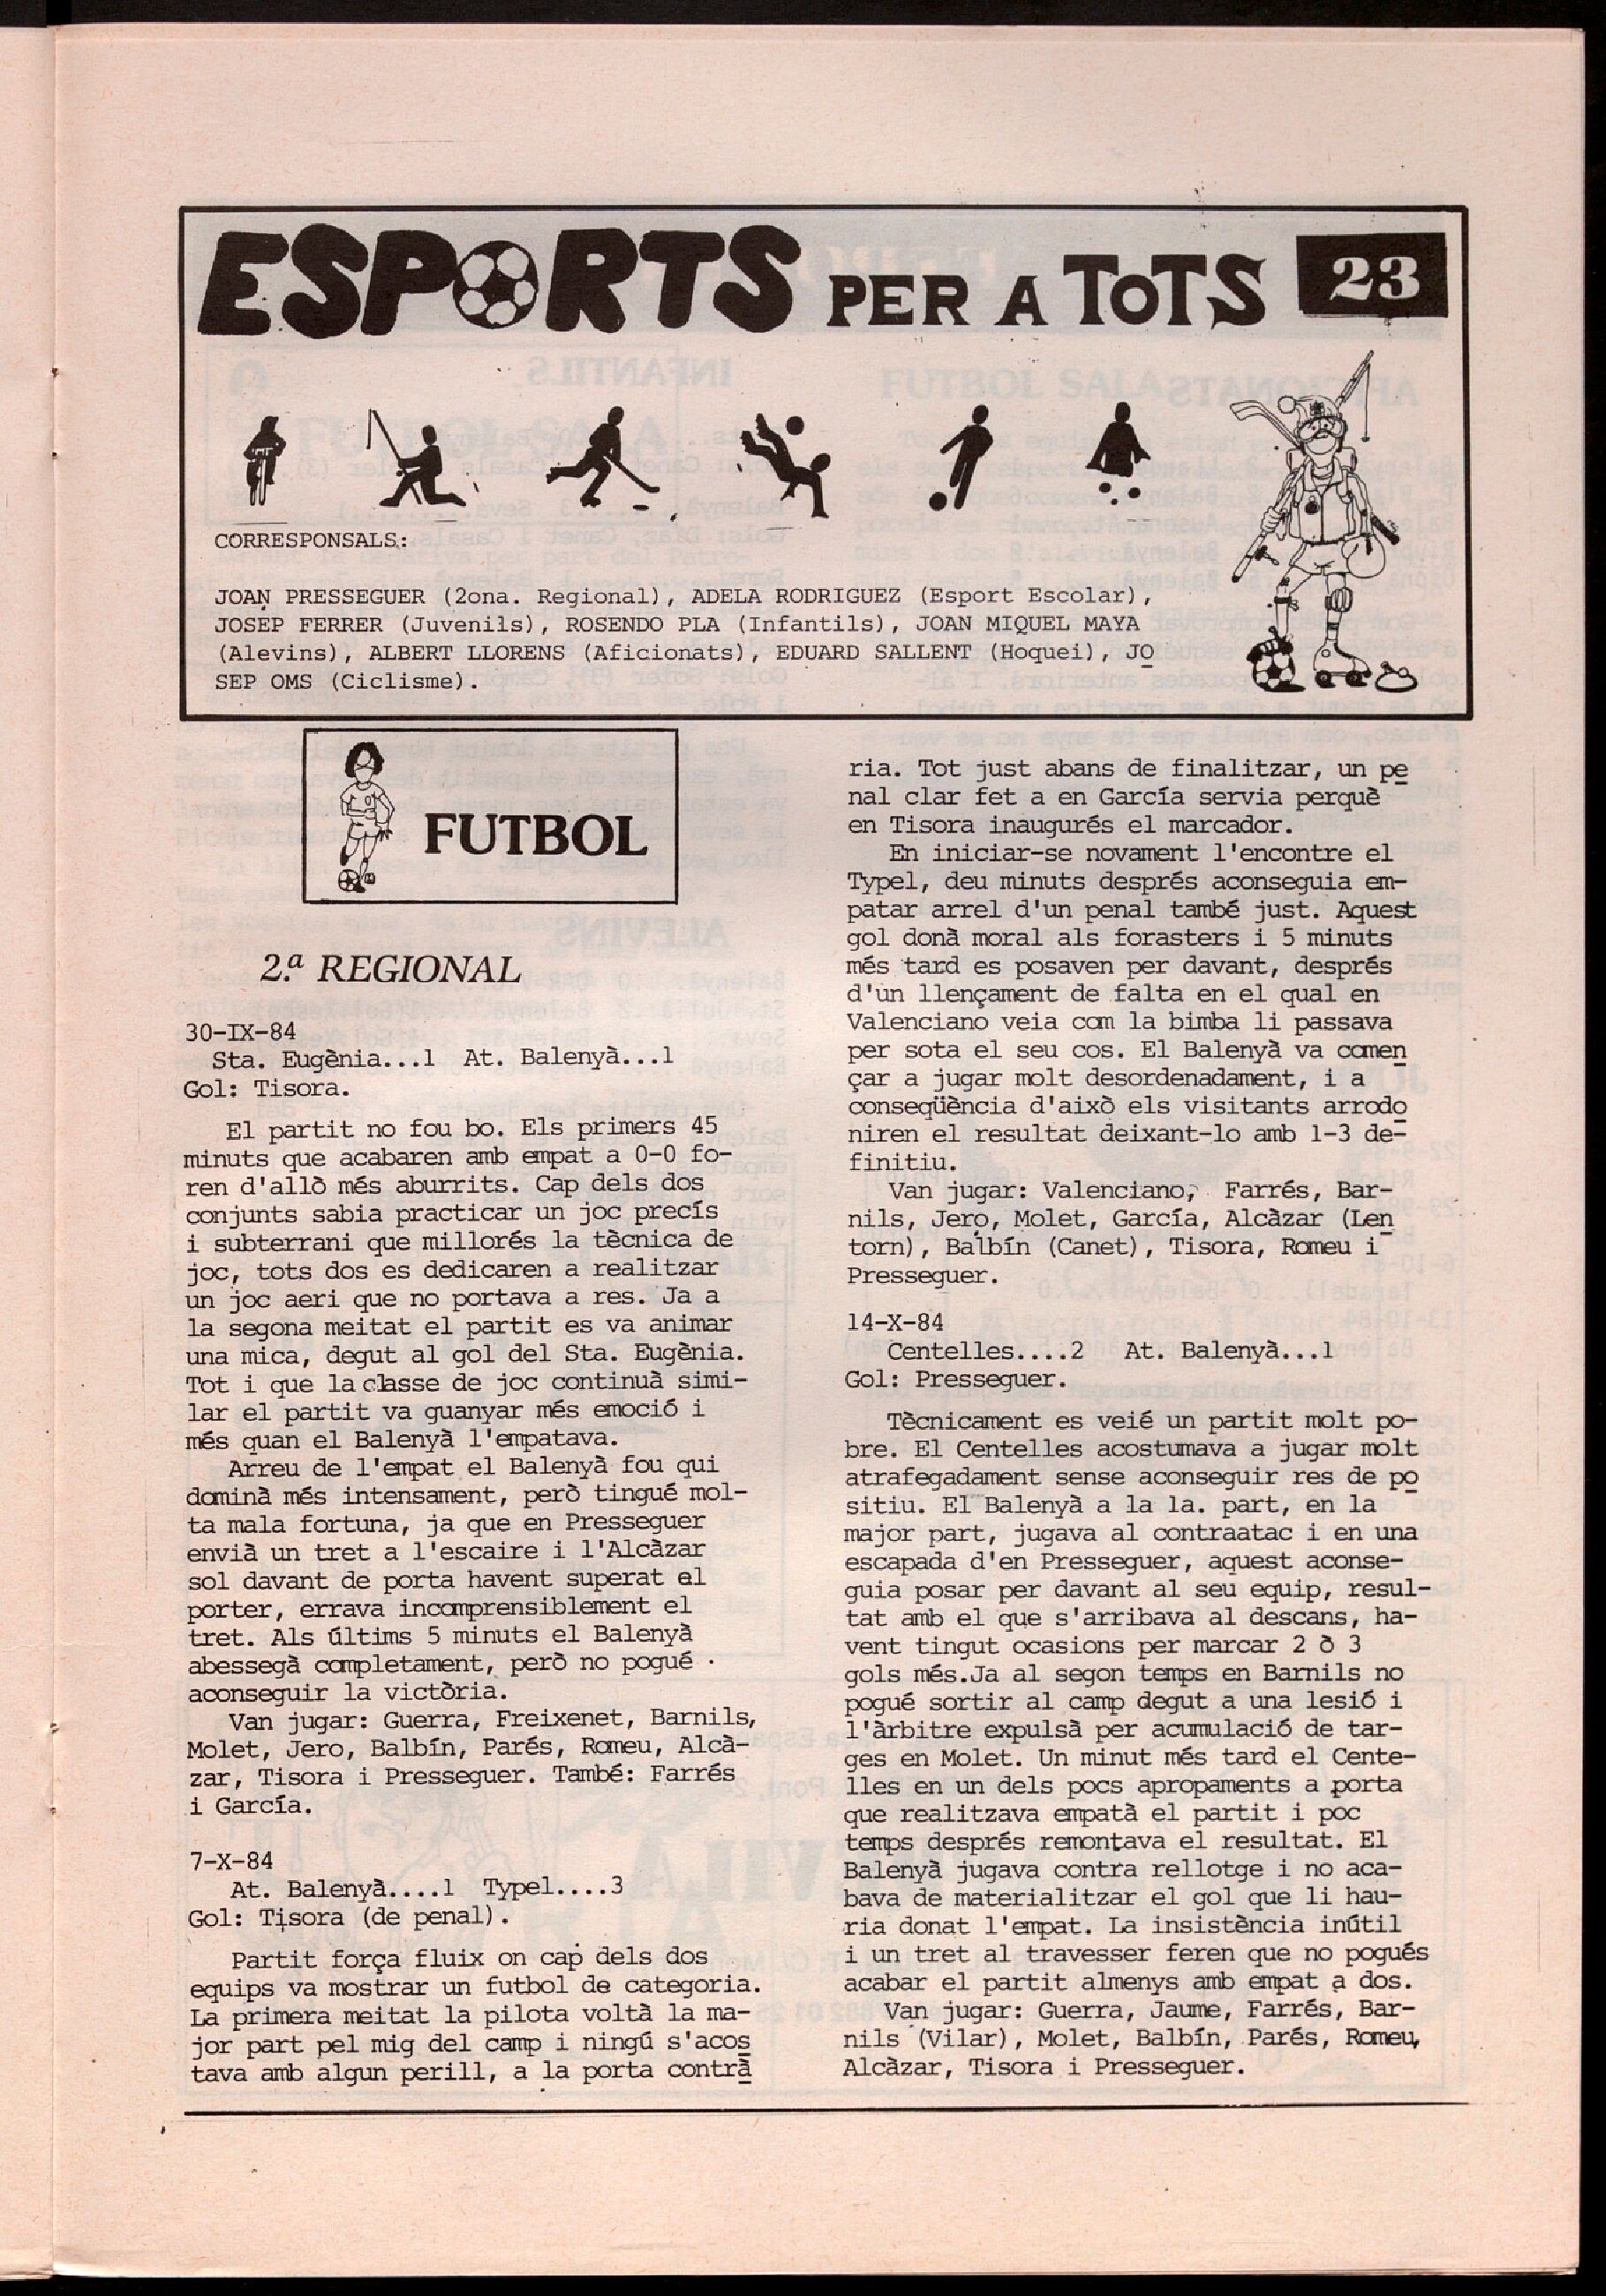 ESPORTS PER A TOTS 23
CORRESPONSALS:
JOAN PRESSEGUER (2ona. Regional), ADELA RODRIGUEZ (Esport Escolar),
JOSEP FERRER (Juvenils), ROSENDO PLA (Infantils), JOAN MIQUEL MAYA
(Alevins), ALBERT LLORENS (Aficionats), EDUARD SALLENT (Hoquei), JO
SEP OMS (Ciclisme).
FUTBOL
2.ª REGIONAL
30-IX-84
Sta. Eugènia...1 At. Balenyà...1
Gol: Tisora.
El partit no fou bo. Els primers 45
minuts que acabaren amb empat a 0-0 fo-
ren d'allò més aburrits. Cap dels dos
conjunts sabia practicar un joc precís
i subterrani que millorés la tècnica de
joc, tots dos es dedicaren a realitzar
un joc aeri que no portava a res. Ja a
la segona meitat el partit es va animar
una mica, degut al gol del Sta. Eugènia.
Tot i que la classe de joc continuà simi-
lar el partit va guanyar més emoció i
més quan el Balenyà l'empatava.
Arreu de l'empat el Balenyà fou qui
dominà més intensament, però tingué mol-
ta mala fortuna, ja que en Presseguer
envià un tret a l'escaire i l'Alcàzar
sol davant de porta havent superat el
porter, errava incomprensiblement el
tret. Als últims 5 minuts el Balenyà
abessegà completament, però no pogué
aconseguir la victòria.
Van jugar: Guerra, Freixenet, Barnils,
Molet, Jero, Balbín, Parés, Romeu, Alcà-
zar, Tisora i Presseguer. També: Farrés
i García.
7-X-84
At. Balenyà....1 Typel....3
Gol: Tisora (de penal).
Partit força fluix on cap dels dos
equips va mostrar un futbol de categoria.
La primera meitat la pilota voltà la ma-
jor part pel mig del camp i ningú s'acos
tava amb algun perill, a la porta contrà
ria. Tot just abans de finalitzar, un pe
nal clar fet a en García servia perquè
en Tisora inaugurés el marcador.
En iniciar-se novament l'encontre el
Typel, deu minuts després aconseguia em-
patar arrel d'un penal també just. Aquest
gol donà moral als forasters i 5 minuts
més tard es posaven per davant, després
d'un llençament de falta en el qual en
Valenciano veia com la bimba li passava
per sota el seu cos. El Balenyà va comen
çar a jugar molt desordenadament, i a
conseqüència d'això els visitants arrodo
niren el resultat deixant-lo amb 1-3 de-
finitiu.
Van jugar: Valenciano, Farrés, Bar-
nils, Jero, Molet, García, Alcàzar (Len
torn), Balbín (Canet), Tisora, Romeu i
Presseguer.
14-X-84
Centelles....2 At. Balenyà...1
Gol: Presseguer.
Tècnicament es veié un partit molt po-
bre. El Centelles acostumava a jugar molt
atrafegadament sense aconseguir res de po
sitiu. El Balenyà a la 1a. part, en la
major part, jugava al contraatac i en una
escapada d'en Presseguer, aquest aconse-
guia posar per davant al seu equip, resul-
tat amb el que s'arribava al descans, ha-
vent tingut ocasions per marcar 2 ò 3
gols més.Ja al segon temps en Barnils no
pogué sortir al camp degut a una lesió i
l'àrbitre expulsà per acumulació de tar-
ges en Molet. Un minut més tard el Cente-
lles en un dels pocs apropaments a porta
que realitzava empatà el partit i poc
temps després remontava el resultat. El
Balenyà jugava contra rellotge i no aca-
bava de materialitzar el gol que li hau-
ria donat l'empat. La insistència inútil
i un tret al travesser feren que no pogués
acabar el partit almenys amb empat a dos.
Van jugar: Guerra, Jaume, Farrés, Bar-
nils (Vilar), Molet, Balbín, Parés, Romeu,
Alcàzar, Tisora i Presseguer.